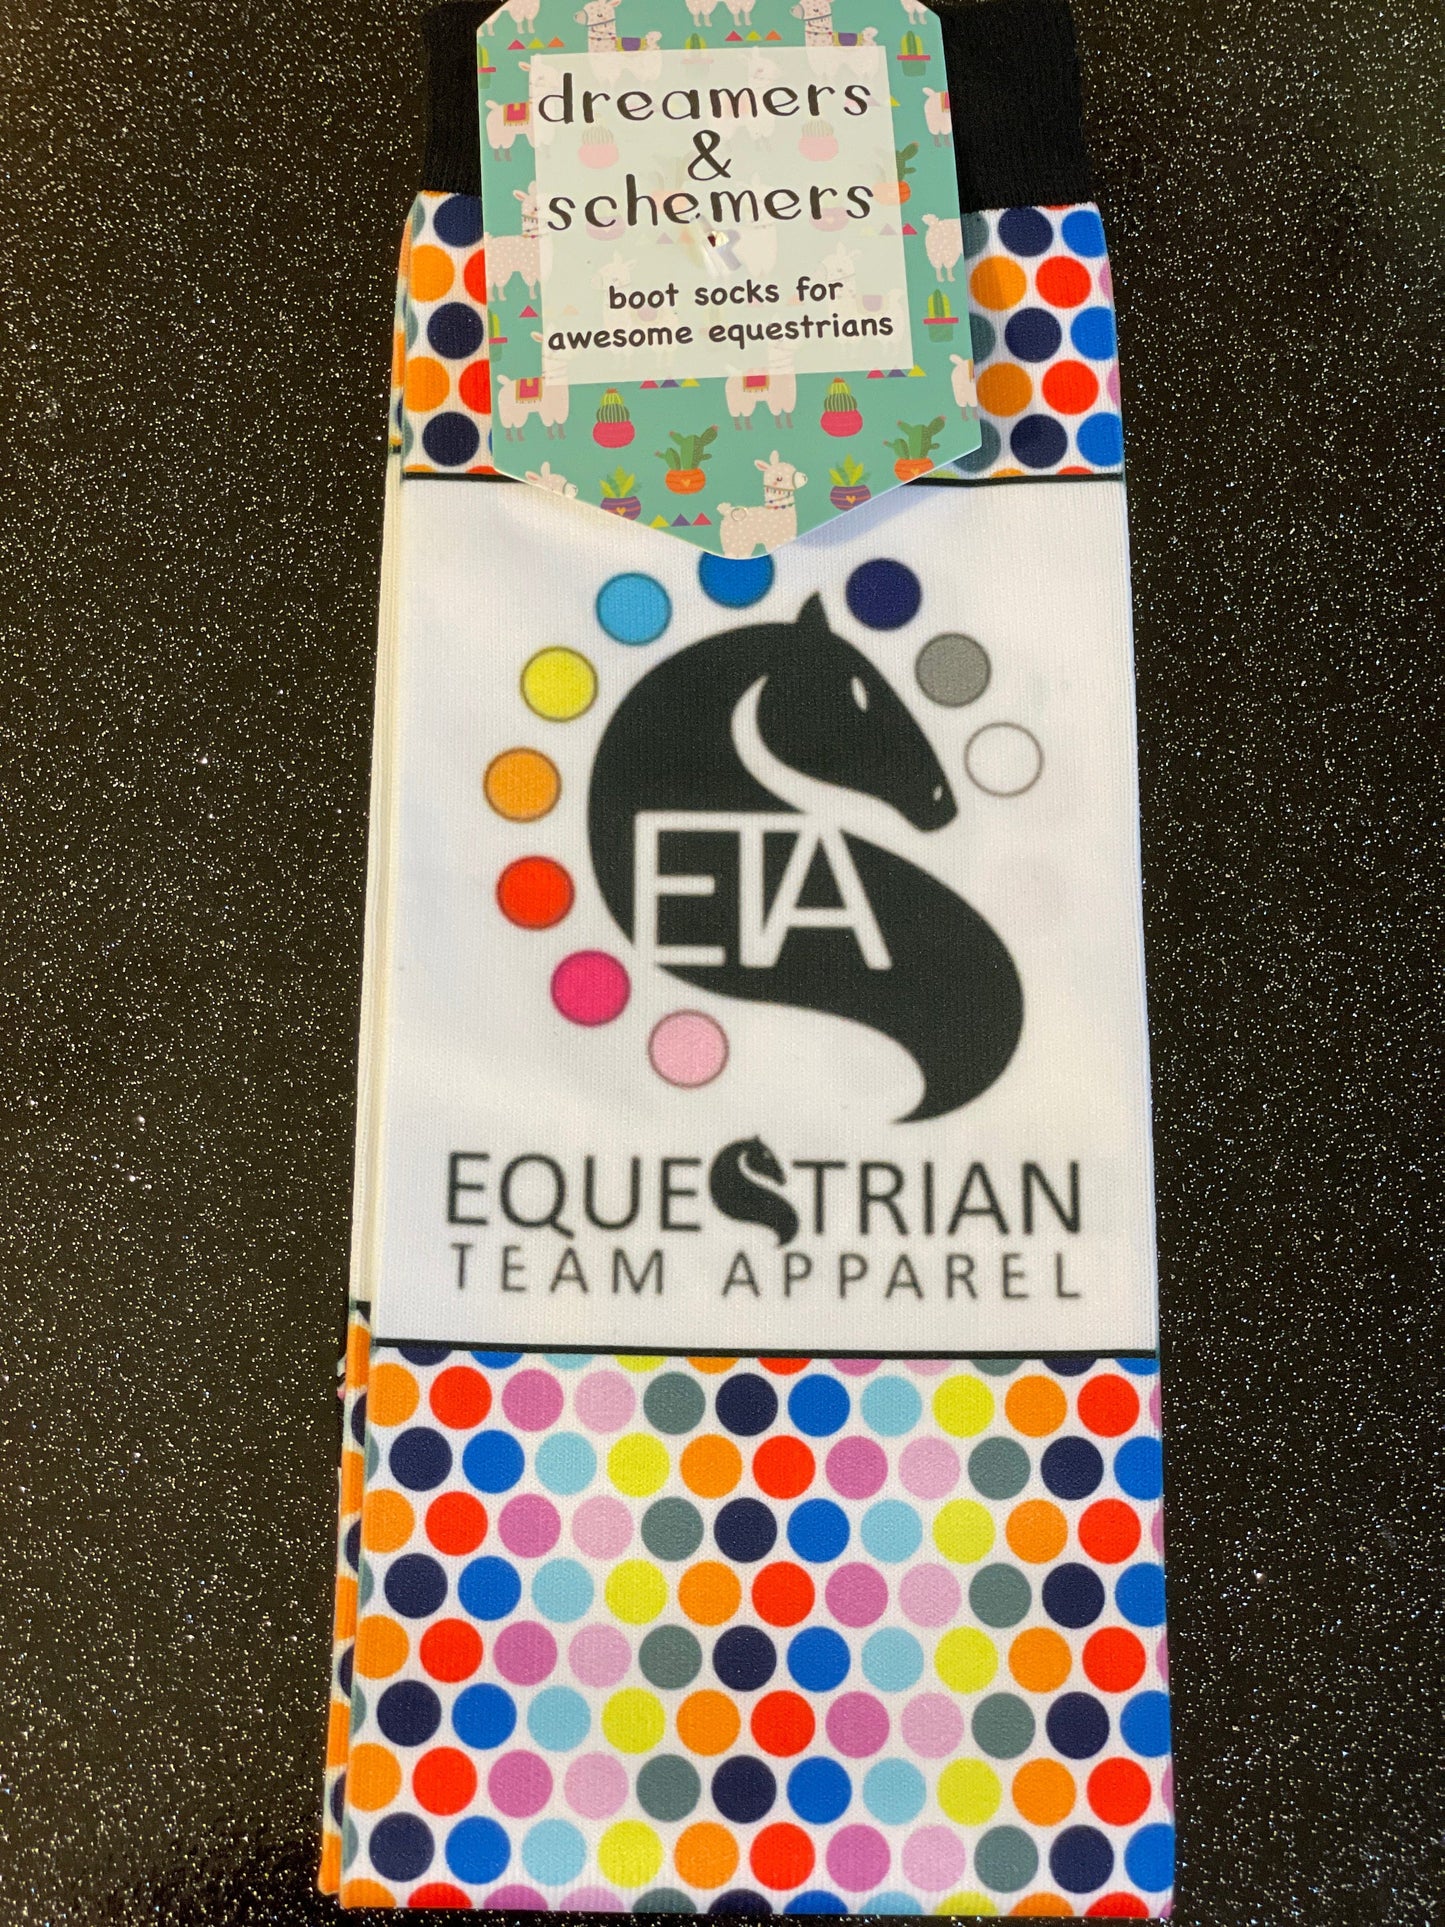 dreamers
&
schemers
boot socks for
awesome equestrians
ETA
EQUESTRIAN
TEAM APPAREL